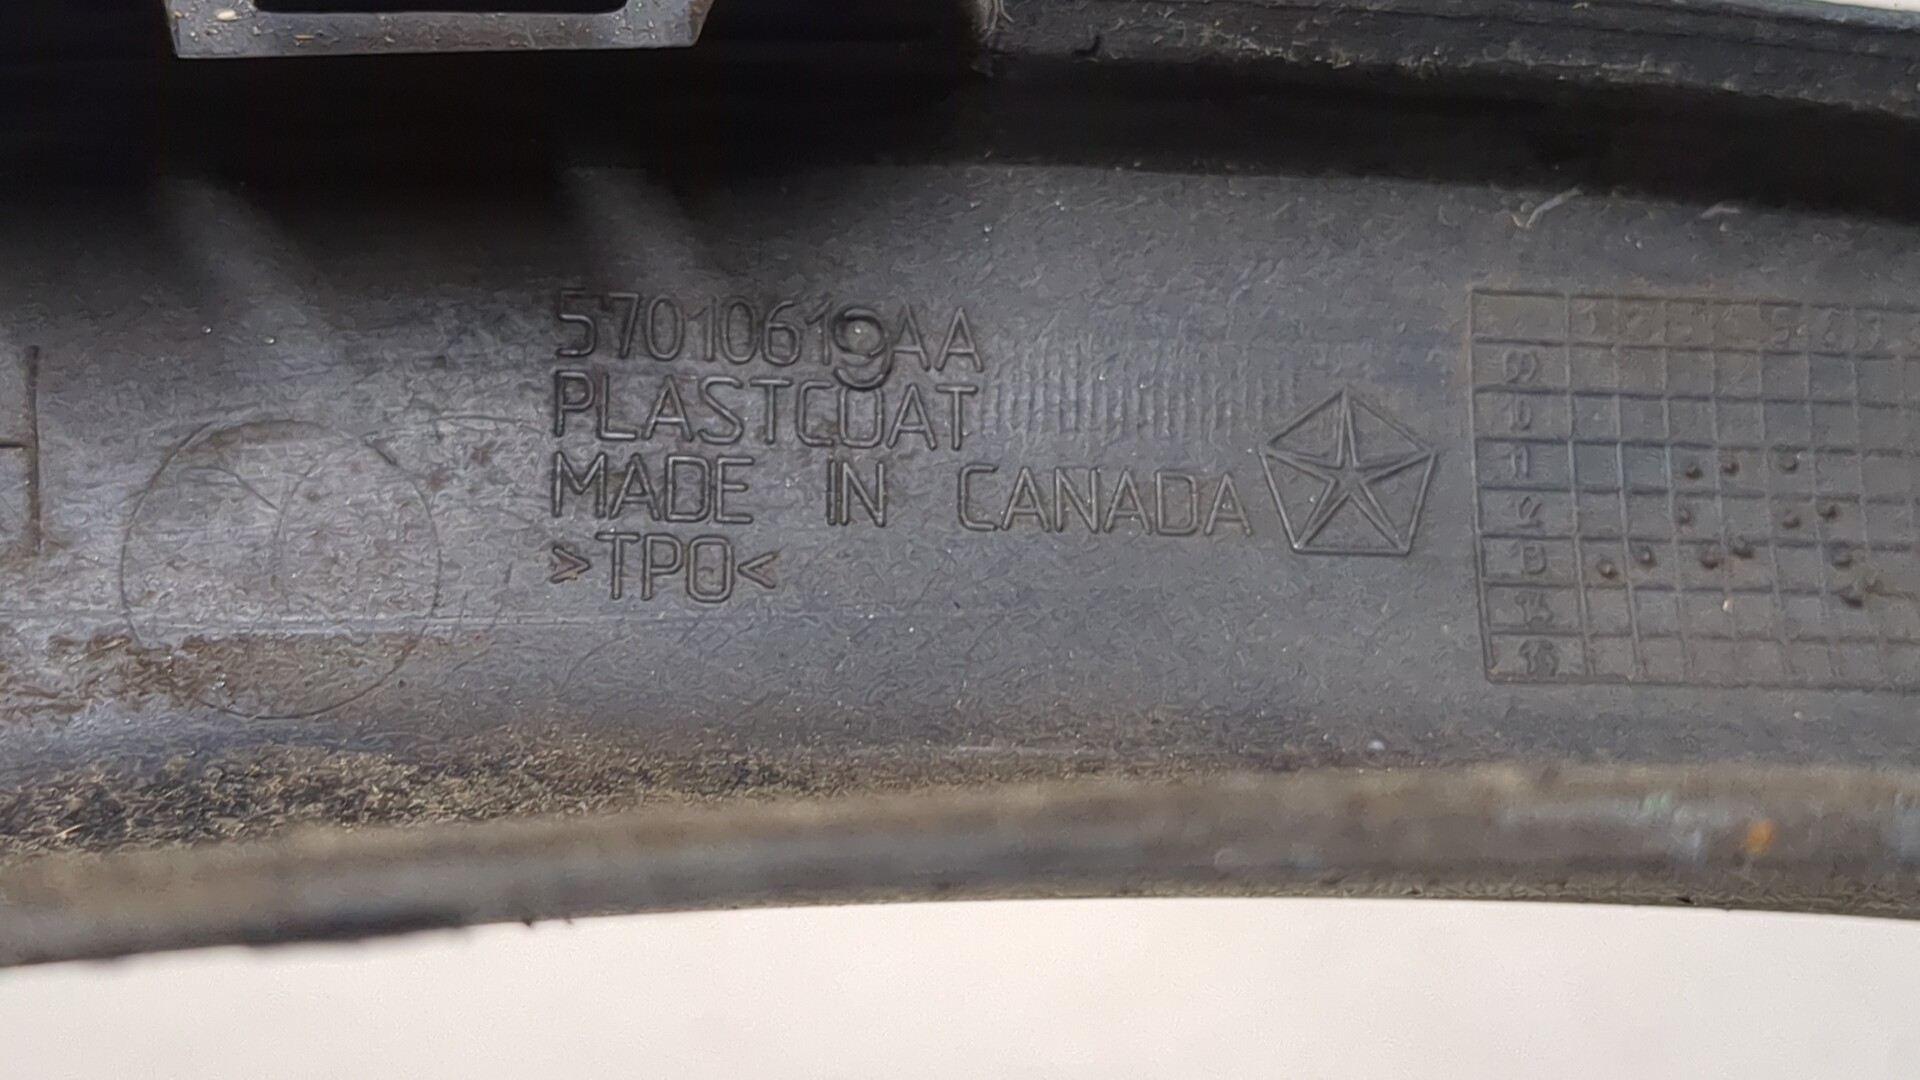 57010619AA
PLASTCOAT
MADE IN CANADA
>TPO<